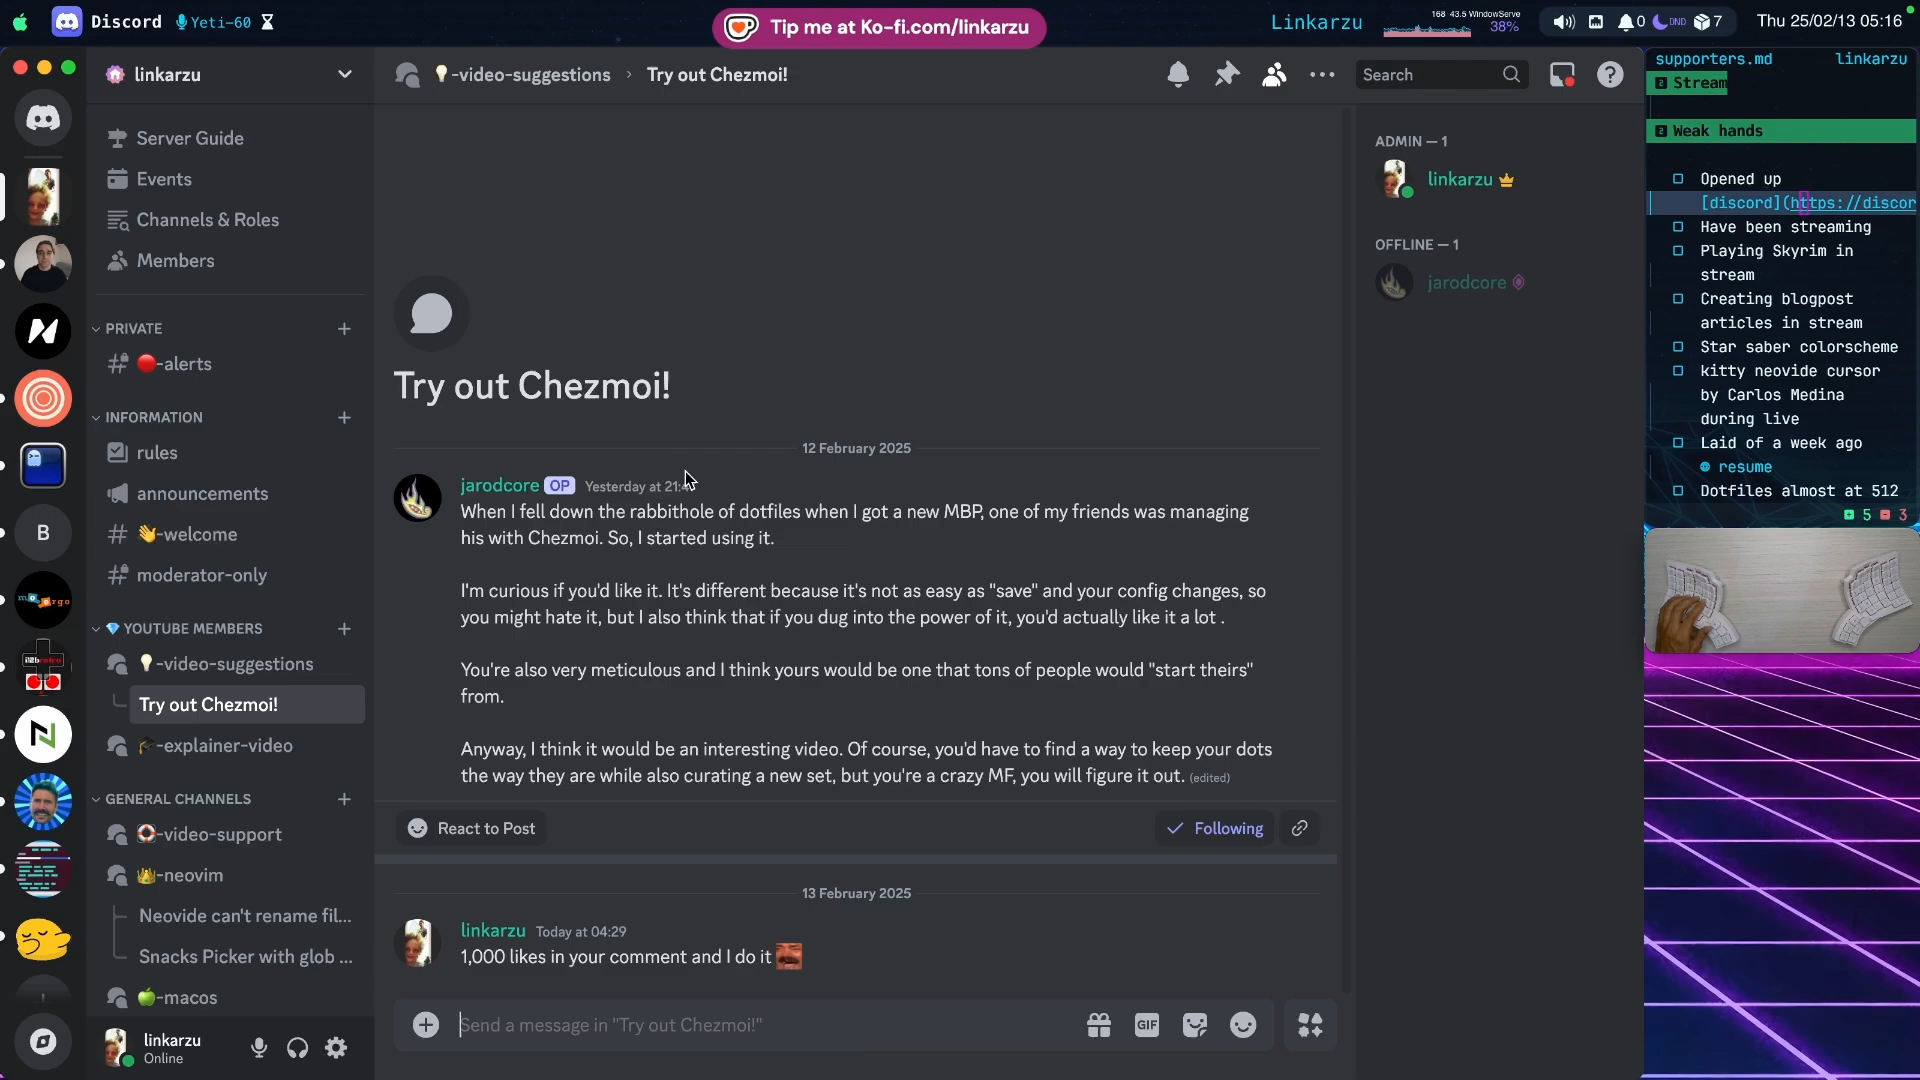 Discord
Yeti-60
Tip me at Ko-fi.com/linkarzu
Linkarzu
168 43.5 WindowServe
38%
0
DND
7
Thu 25/02/13 05:16
linkarzu
Server Guide
Events
Channels & Roles
Members
PRIVATE
-alerts
INFORMATION
rules
announcements
-welcome
moderator-only
YOUTUBE MEMBERS
-video-suggestions
Try out Chezmoi!
-explainer-video
GENERAL CHANNELS
-video-support
-neovim
Neovide can't rename fil...
Snacks Picker with glob ...
-macos
B
linkarzu
Online
-video-suggestions › Try out Chezmoi!
Search
Try out Chezmoi!
12 February 2025
jarodcore OP Yesterday at 21:
When I fell down the rabbithole of dotfiles when I got a new MBP, one of my friends was managing
his with Chezmoi. So, I started using it.
I'm curious if you'd like it. It's different because it's not as easy as "save" and your config changes, so
you might hate it, but I also think that if you dug into the power of it, you'd actually like it a lot .
You're also very meticulous and I think yours would be one that tons of people would "start theirs"
from.
Anyway, I think it would be an interesting video. Of course, you'd have to find a way to keep your dots
the way they are while also curating a new set, but you're a crazy MF, you will figure it out. (edited)
React to Post
Following
13 February 2025
linkarzu Today at 04:29
1,000 likes in your comment and I do it
Send a message in "Try out Chezmoi!"
GIF
ADMIN — 1
linkarzu
OFFLINE — 1
jarodcore
supporters.md linkarzu
2 Stream
2 Weak hands
Opened up
[discord](https://discor
Have been streaming
Playing Skyrim in
stream
Creating blogpost
articles in stream
Star saber colorscheme
kitty neovide cursor
by Carlos Medina
during live
Laid of a week ago
resume
Dotfiles almost at 512
5 3